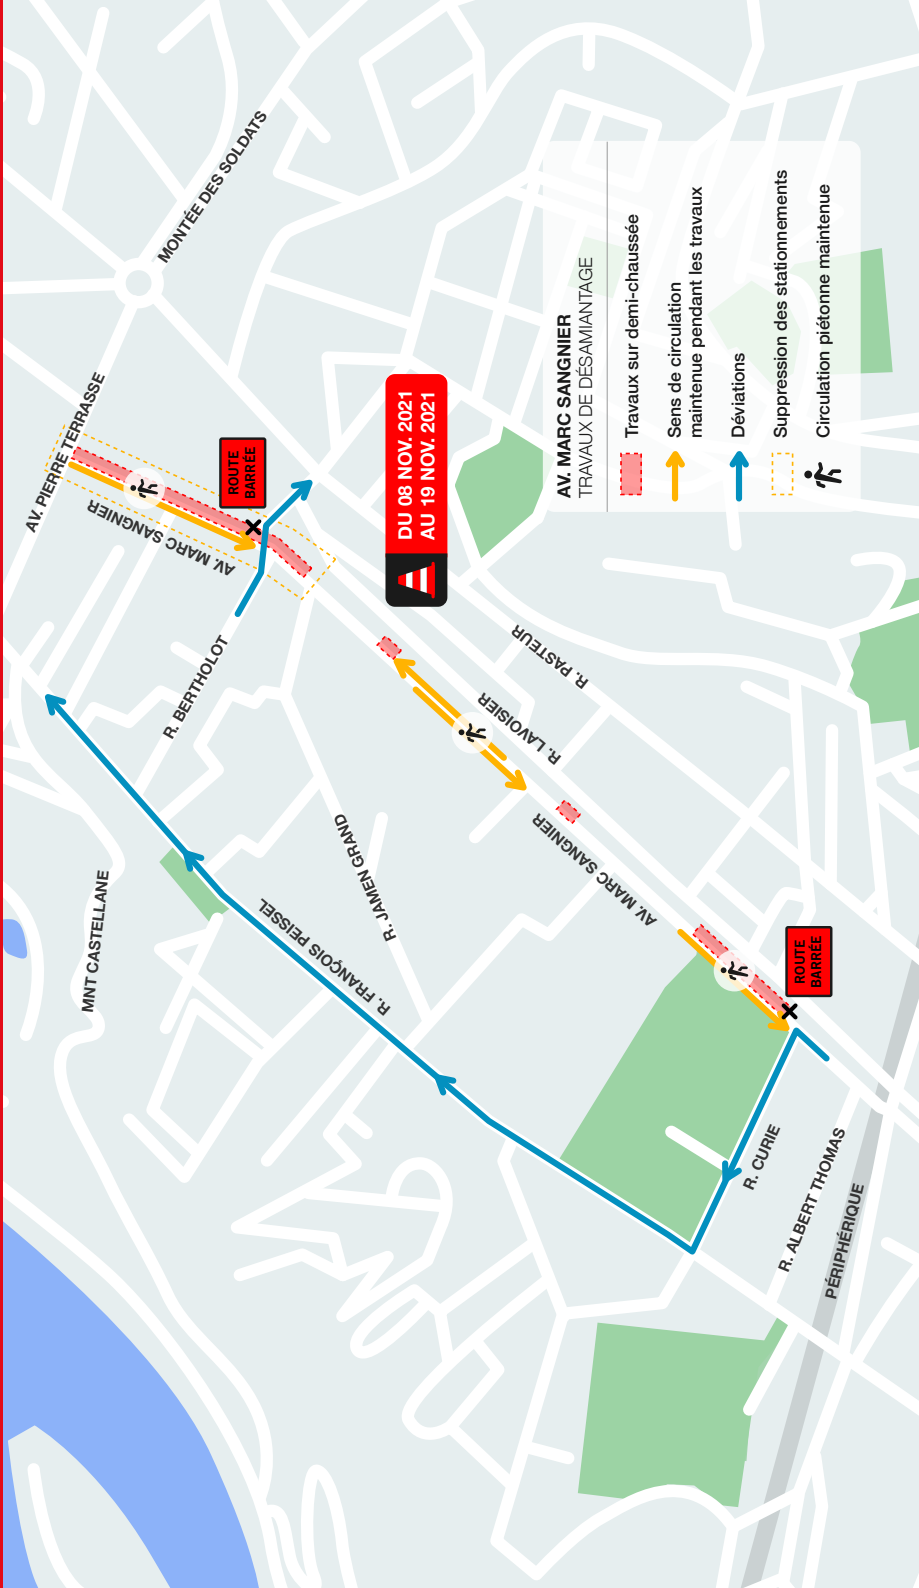 MONTÉE DES SOLDATS
AV. PIERRE TERRASSE
AV. MARC SANGNIER
ROUTE
BARRÉE
R. BERTHOLOT
DU 08 NOV. 2021
AU 19 NOV. 2021
R. PASTEUR
R. LAVOISIER
AV. MARC SANGNIER
R. JAMEN GRAND
R. FRANÇOIS PEISSEL
MNT CASTELLANE
ROUTE
BARRÉE
R. CURIE
R. ALBERT THOMAS
PÉRIPHÉRIQUE
AV. MARC SANGNIER
TRAVAUX DE DÉSAMIANTAGE
Travaux sur demi-chaussée
Sens de circulation
maintenue pendant les travaux
Déviations
Suppression des stationnements
Circulation piétonne maintenue